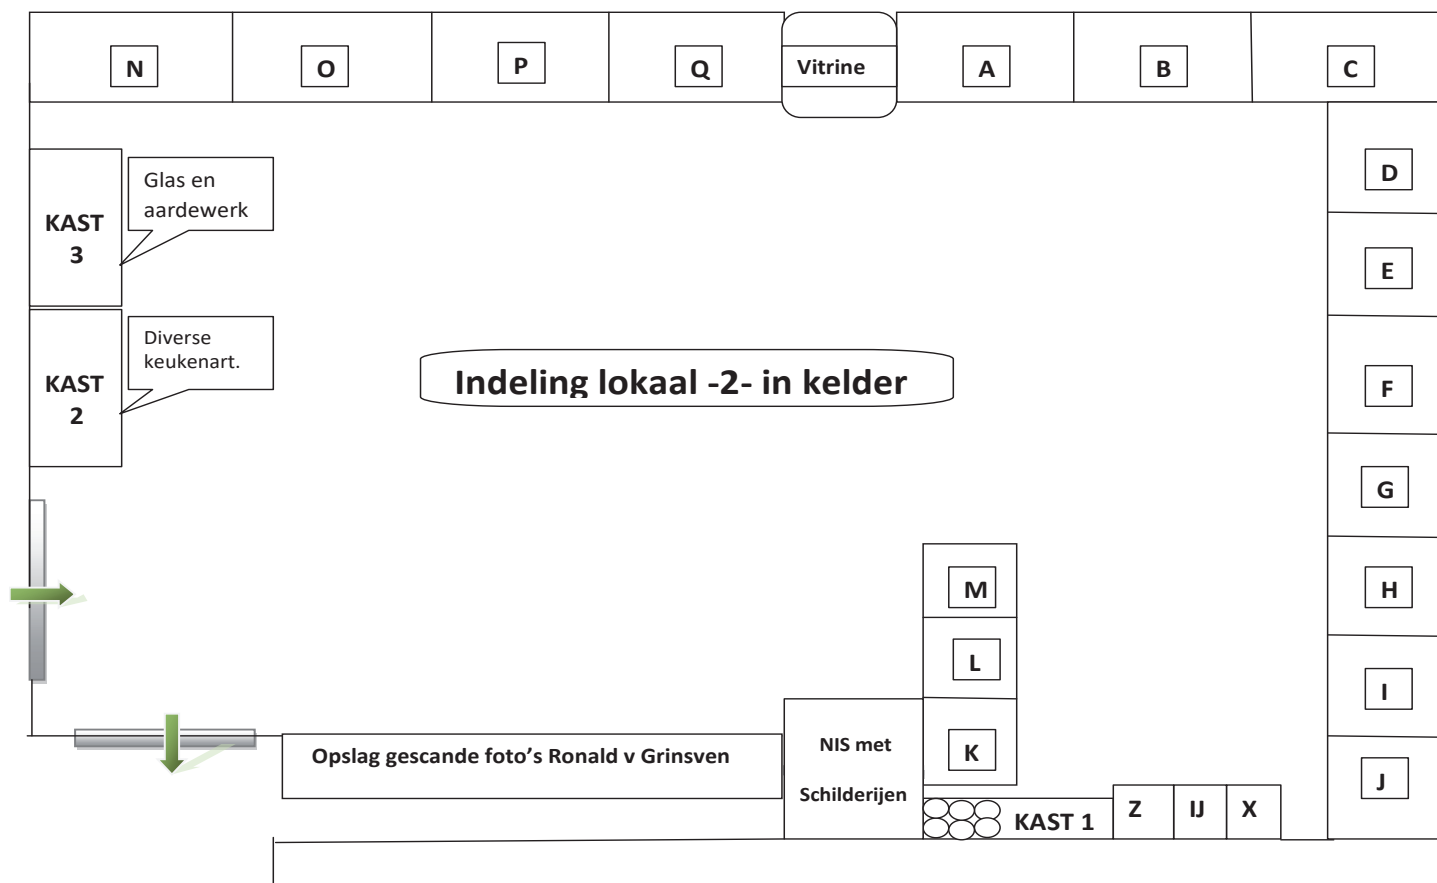 N
O
P
Q
Vitrine
A
B
C
D
E
F
G
H
I
J
Glas en
aardewerk
KAST
3
Diverse
keukenart.
KAST
2
Indeling lokaal -2- in kelder
M
L
K
NIS met
Schilderijen
Opslag gescande foto's Ronald v Grinsven
KAST 1
Z
IJ
X